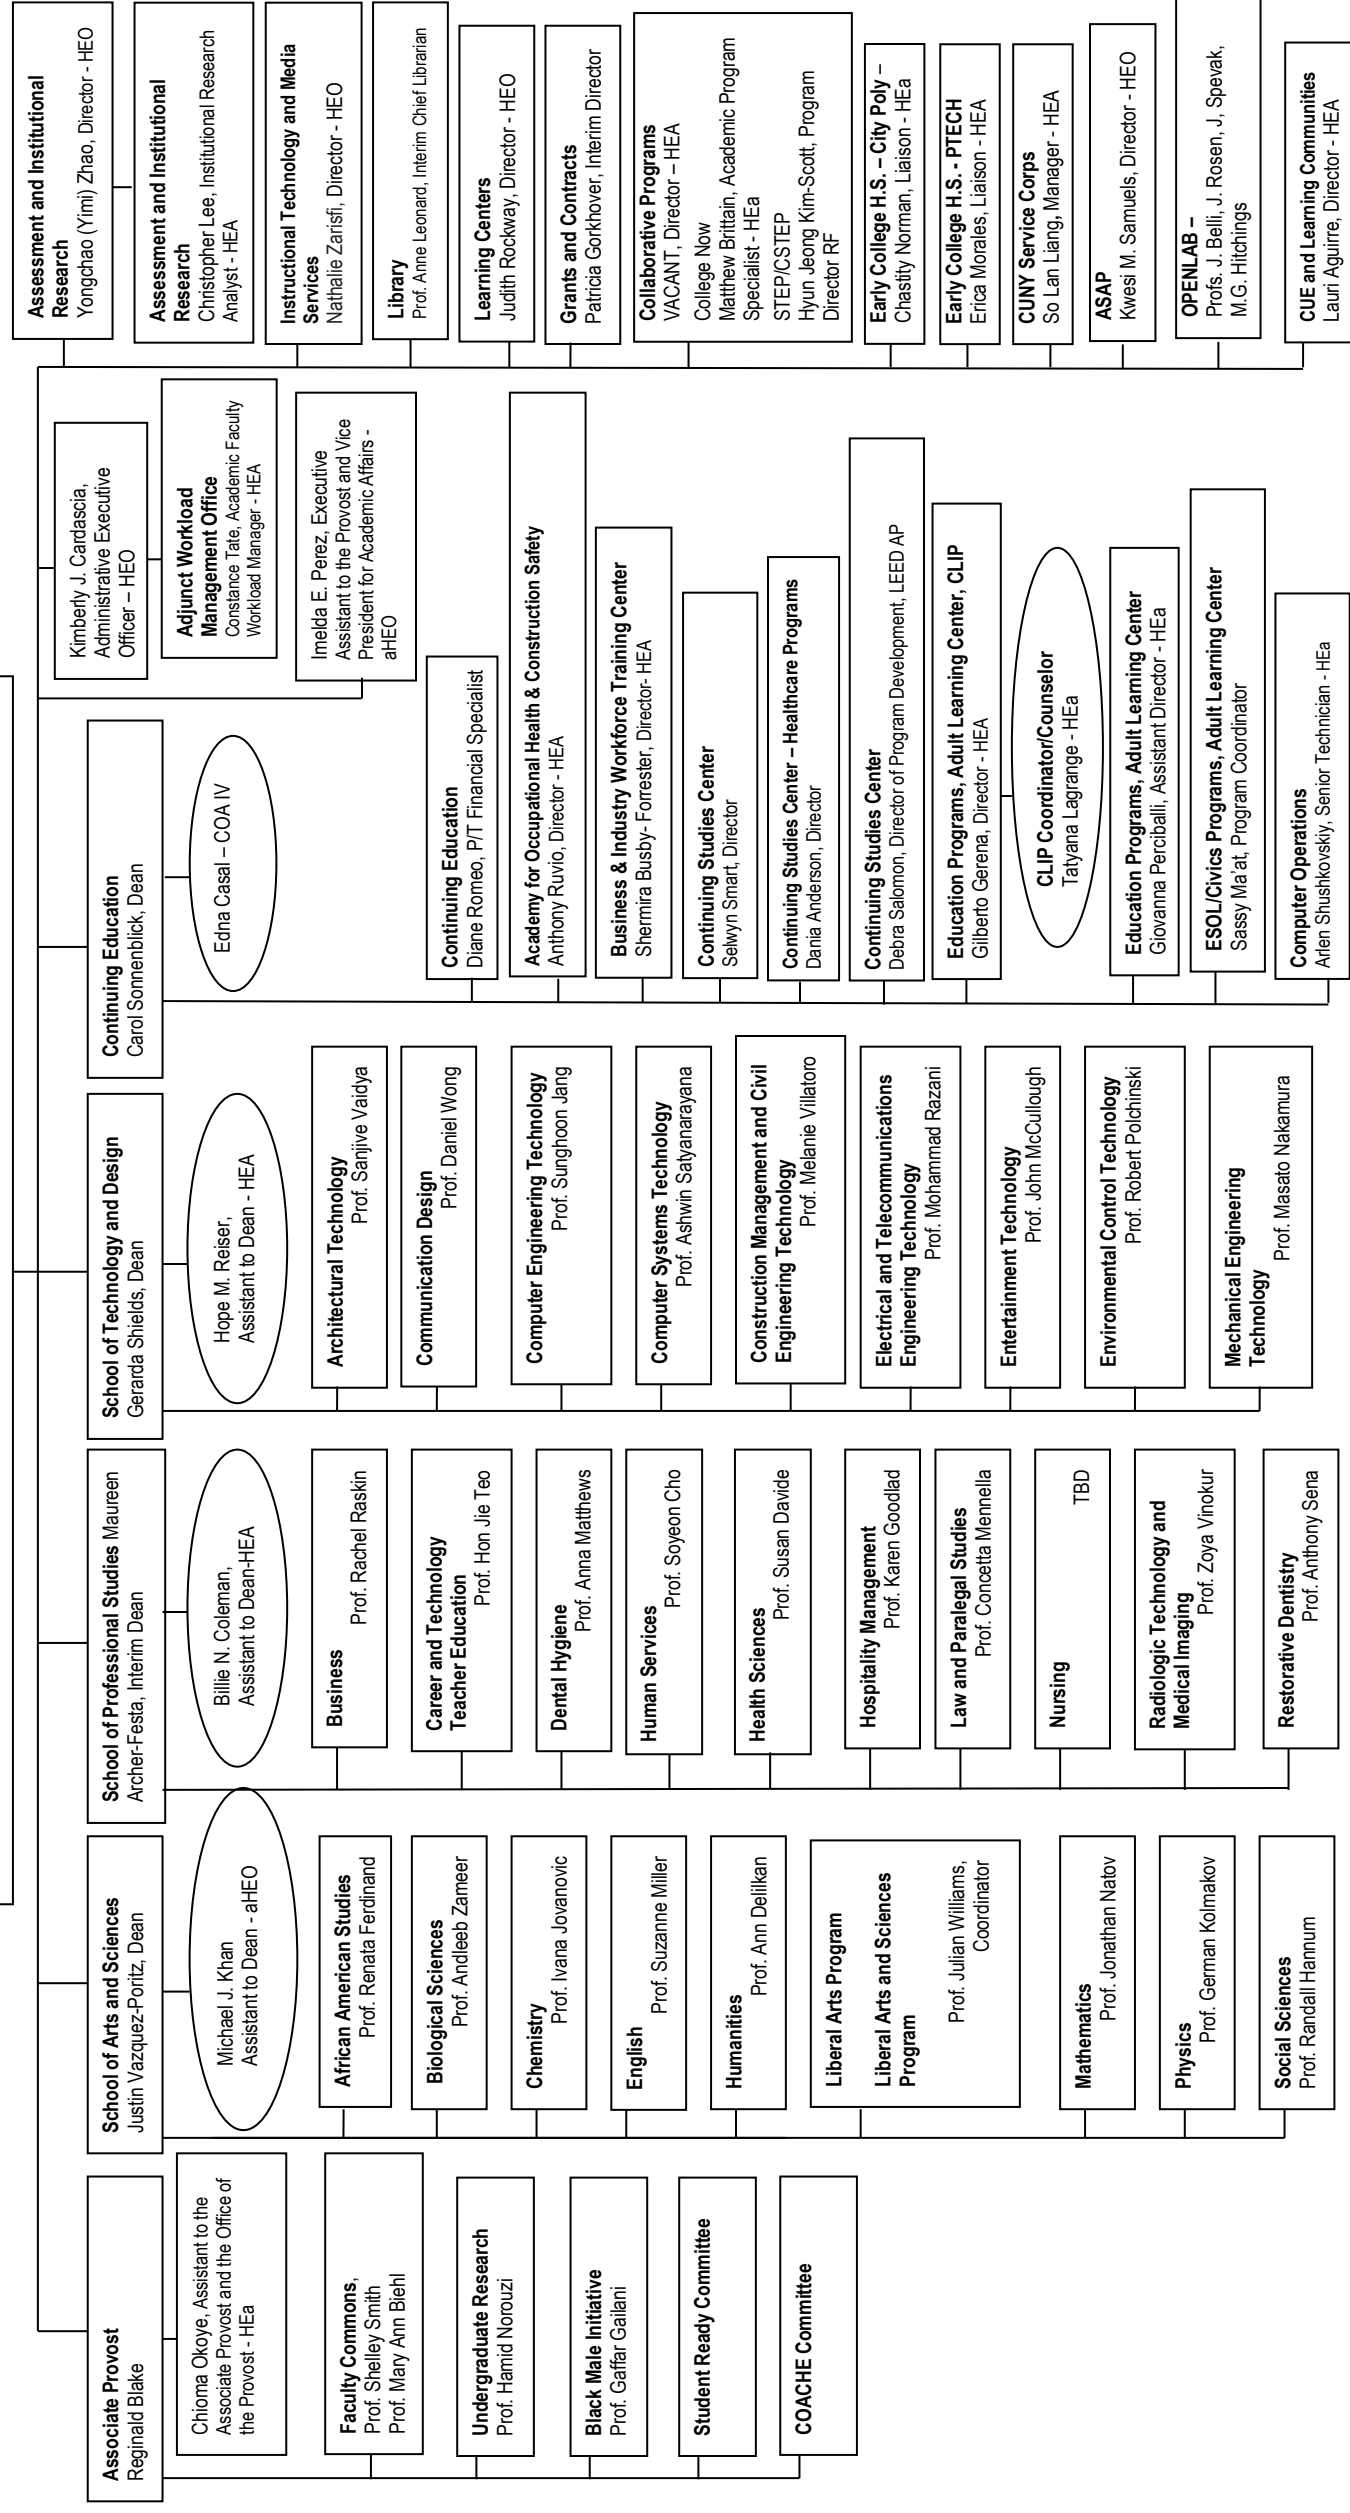 Associate Provost
Reginald Blake
Chioma Okoye, Assistant to the
Associate Provost and the Office of
the Provost - HEa
Faculty Commons,
Prof. Shelley Smith
Prof. Mary Ann Biehl
Undergraduate Research
Prof. Hamid Norouzi
Black Male Initiative
Prof. Gaffar Gailani
Student Ready Committee
COACHE Committee
School of Arts and Sciences
Justin Vazquez-Poritz, Dean
Michael J. Khan
Assistant to Dean - aHEO
African American Studies
Prof. Renata Ferdinand
Biological Sciences
Prof. Andleeb Zameer
Chemistry
Prof. Ivana Jovanovic
English
Prof. Suzanne Miller
Humanities
Prof. Ann Delilkan
Liberal Arts Program
Liberal Arts and Sciences
Program
Prof. Julian Williams,
Coordinator
Mathematics
Prof. Jonathan Natov
Physics
Prof. German Kolmakov
Social Sciences
Prof. Randall Hannum
School of Professional Studies Maureen
Archer-Festa, Interim Dean
Billie N. Coleman,
Assistant to Dean-HEA
Business
Prof. Rachel Raskin
Career and Technology
Teacher Education
Prof. Hon Jie Teo
Dental Hygiene
Prof. Anna Matthews
Human Services
Prof. Soyeon Cho
Health Sciences
Prof. Susan Davide
Hospitality Management
Prof. Karen Goodlad
Law and Paralegal Studies
Prof. Concetta Mennella
Nursing
TBD
Radiologic Technology and
Medical Imaging
Prof. Zoya Vinokur
Restorative Dentistry
Prof. Anthony Sena
School of Technology and Design
Gerarda Shields, Dean
Hope M. Reiser,
Assistant to Dean - HEA
Architectural Technology
Prof. Sanjive Vaidya
Communication Design
Prof. Daniel Wong
Computer Engineering Technology
Prof. Sunghoon Jang
Computer Systems Technology
Prof. Ashwin Satyanarayana
Construction Management and Civil
Engineering Technology
Prof. Melanie Villatoro
Electrical and Telecommunications
Engineering Technology
Prof. Mohammad Razani
Entertainment Technology
Prof. John McCullough
Environmental Control Technology
Prof. Robert Polchinski
Mechanical Engineering
Technology
Prof. Masato Nakamura
Continuing Education
Carol Sonnenblick, Dean
Edna Casal – COA IV
Continuing Education
Diane Romeo, P/T Financial Specialist
Academy for Occupational Health & Construction Safety
Anthony Ruvio, Director - HEA
Business & Industry Workforce Training Center
Shermira Busby- Forrester, Director- HEA
Continuing Studies Center
Selwyn Smart, Director
Continuing Studies Center – Healthcare Programs
Dania Anderson, Director
Continuing Studies Center
Debra Salomon, Director of Program Development, LEED AP
Education Programs, Adult Learning Center, CLIP
Gilberto Gerena, Director - HEA
CLIP Coordinator/Counselor
Tatyana Lagrange - HEa
Education Programs, Adult Learning Center
Giovanna Perciballi, Assistant Director - HEa
ESOL/Civics Programs, Adult Learning Center
Sassy Ma'at, Program Coordinator
Computer Operations
Arlen Shushkovskiy, Senior Technician - HEa
Kimberly J. Cardascia,
Administrative Executive
Officer – HEO
Adjunct Workload
Management Office
Constance Tate, Academic Faculty
Workload Manager - HEA
Imelda E. Perez, Executive
Assistant to the Provost and Vice
President for Academic Affairs -
aHEO
Assessment and Institutional
Research
Yongchao (Yimi) Zhao, Director - HEO
Assessment and Institutional
Research
Christopher Lee, Institutional Research
Analyst - HEA
Instructional Technology and Media
Services
Nathalie Zarisfi, Director - HEO
Library
Prof. Anne Leonard, Interim Chief Librarian
Learning Centers
Judith Rockway, Director - HEO
Grants and Contracts
Patricia Gorkhover, Interim Director
Collaborative Programs
VACANT, Director – HEA
College Now
Matthew Brittain, Academic Program
Specialist - HEa
STEP/CSTEP
Hyun Jeong Kim-Scott, Program
Director RF
Early College H.S. – City Poly –
Chastity Norman, Liaison - HEa
Early College H.S. - PTECH
Erica Morales, Liaison - HEA
CUNY Service Corps
So Lan Liang, Manager - HEA
ASAP
Kwesi M. Samuels, Director - HEO
OPENLAB –
Profs. J. Belli, J. Rosen, J, Spevak,
M.G. Hitchings
CUE and Learning Communities
Lauri Aguirre, Director - HEA